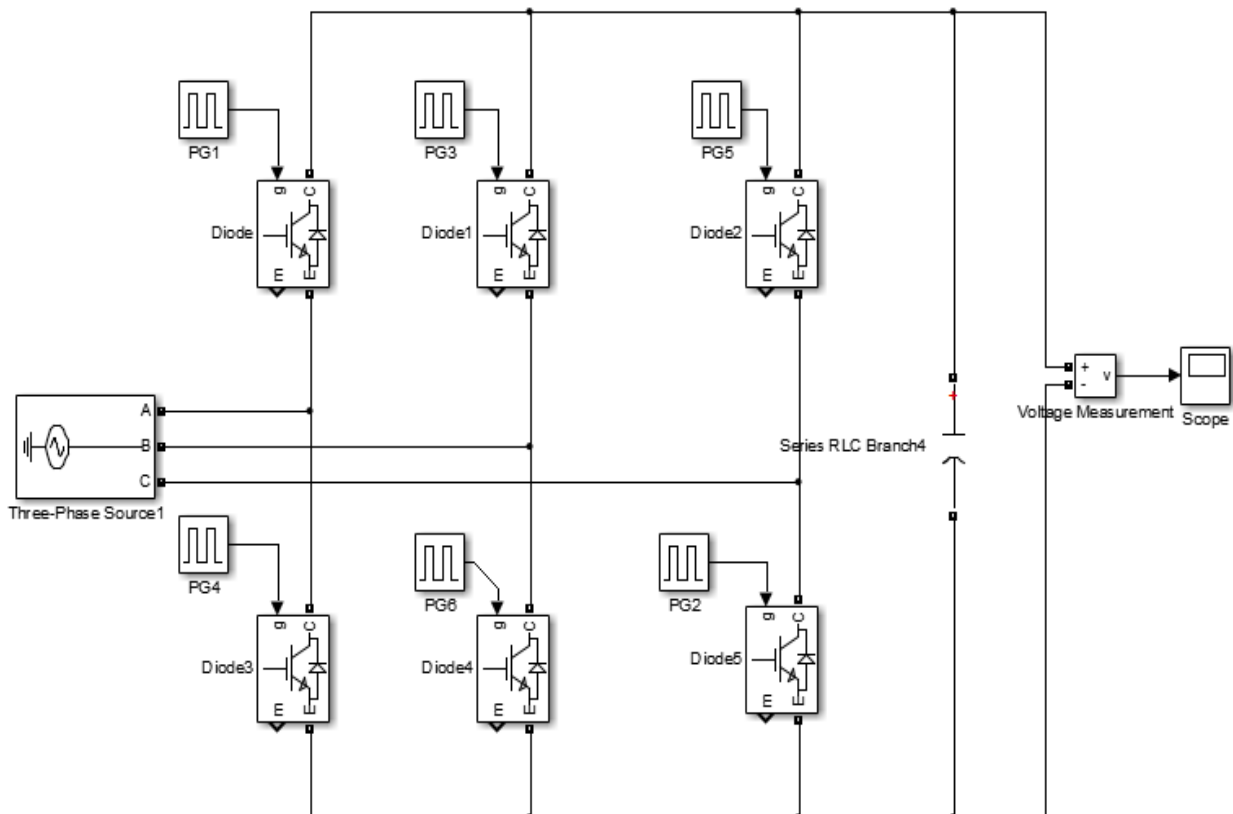 PG1
PG3
PG5
g C
g C
g C
Diode
Diode1
Diode2
m E
m E
m E
A
B
C
+
-
v
Voltage Measurement
Scope
Series RLC Branch4
Three-Phase Source1
PG4
PG6
PG2
g C
g C
g C
Diode3
Diode4
Diode5
m E
m E
m E
+